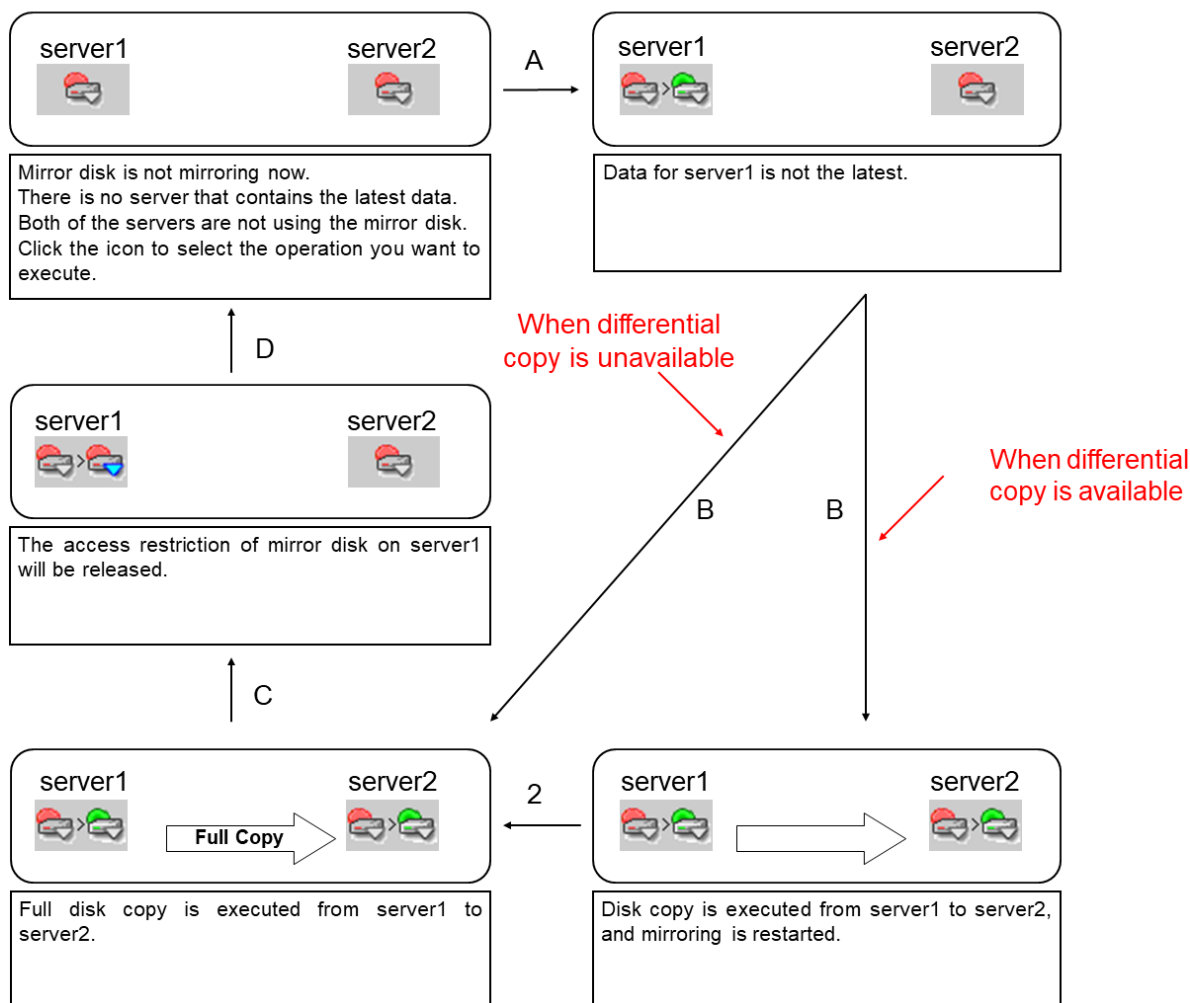 server1
server2
A
server1
server2
>
Mirror disk is not mirroring now.
There is no server that contains the latest data.
Both of the servers are not using the mirror disk.
Click the icon to select the operation you want to
execute.
Data for server1 is not the latest.
D
When differential
copy is unavailable
server1
server2
>
When differential
copy is available
B
B
The access restriction of mirror disk on server1
will be released.
C
server1
server2
>
Full Copy
>
2
server1
server2
>
>
Full disk copy is executed from server1 to
server2.
Disk copy is executed from server1 to server2,
and mirroring is restarted.